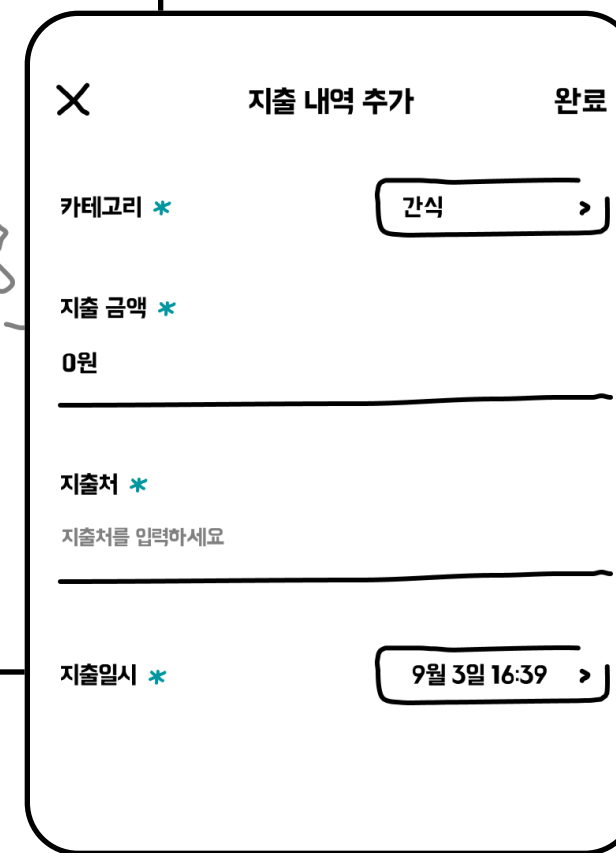 지출 내역 추가 완료
카테고리 * 간식 >
지출 금액 *
0원
지출처 *
지출처를 입력하세요
지출일시 * 9월 3일 16:39 >